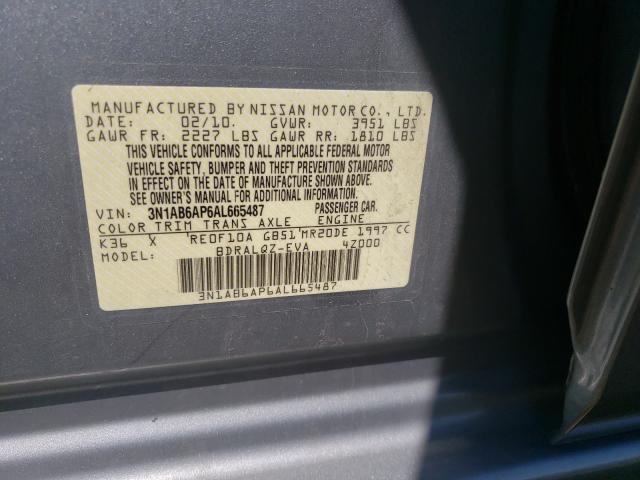 MANUFACTURED BY NISSAN MOTOR CO., LTD.
DATE: 02/10. GVWR: 3951 LBS
GAWR FR: 2227 LBS GAWR RR: 1810 LBS
THIS VEHICLE CONFORMS TO ALL APPLICABLE FEDERAL MOTOR
VEHICLE SAFETY, BUMPER AND THEFT PREVENTION STANDARDS
IN EFFECT ON THE DATE OF MANUFACTURE SHOWN ABOVE.
SEE OWNER'S MANUAL FOR ADDITIONAL INFORMATION.
VIN: 3N1AB6AP6AL665487 PASSENGER CAR.
COLOR TRIM TRANS AXLE ENGINE
K36 X RE0F10A GB51 MR20DE 1997 CC
BDRALQZ-EVA 4Z000
3N1AB6AP6AL665487